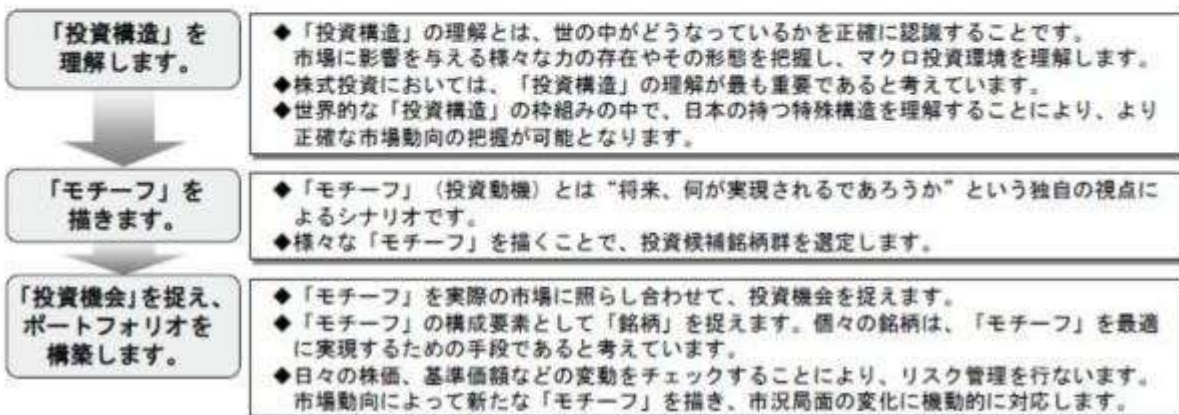 「投資構造」を
理解します。
◆「投資構造」の理解とは、世の中がどうなっているかを正確に認識することです。
市場に影響を与える様々な力の存在やその形態を把握し、マクロ投資環境を理解します。
◆株式投資においては、「投資構造」の理解が最も重要であると考えています。
◆世界的な「投資構造」の枠組みの中で、日本の持つ特殊構造を理解することにより、より
正確な市場動向の把握が可能となります。
「モチーフ」を
描きます。
◆「モチーフ」（投資動機）とは“将来、何が実現されるであろうか”という独自の視点に
よるシナリオです。
◆様々な「モチーフ」を描くことで、投資候補銘柄群を選定します。
「投資機会」を捉え、
ポートフォリオを
構築します。
◆「モチーフ」を実際の市場に照らし合わせて、投資機会を捉えます。
◆「モチーフ」の構成要素として「銘柄」を捉えます。個々の銘柄は、「モチーフ」を最適
に実現するための手段であると考えています。
◆日々の株価、基準価額などの変動をチェックすることにより、リスク管理を行ないます。
市場動向によって新たな「モチーフ」を描き、市況局面の変化に機動的に対応します。